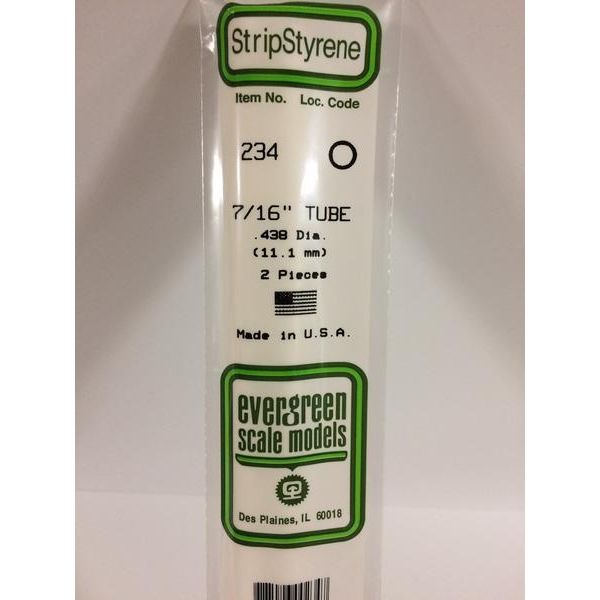 StripStyrene
Item No. Loc. Code
234
7/16" TUBE
.438 Dia.
(11.1 mm)
2 Pieces
Made in U.S.A.
evergreen
scale models
Des Plaines, IL 60018